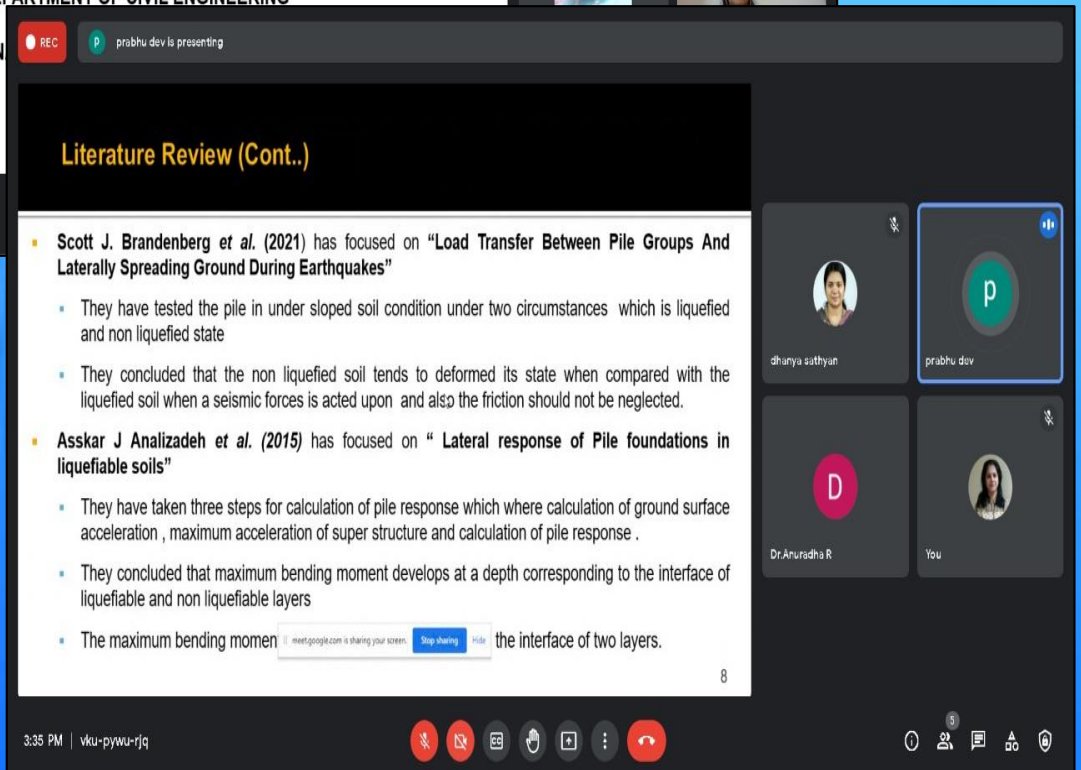 DEPARTMENT OF CIVIL ENGINEERING
REC
p
prabhu dev is presenting
Literature Review (Cont..)
Scott J. Brandenberg et al. (2021) has focused on “Load Transfer Between Pile Groups And
Laterally Spreading Ground During Earthquakes”
They have tested the pile in under sloped soil condition under two circumstances which is liquefied
and non liquefied state
They concluded that the non liquefied soil tends to deformed its state when compared with the
liquefied soil when a seismic forces is acted upon and also the friction should not be neglected.
Asskar J Analizadeh et al. (2015) has focused on “ Lateral response of Pile foundations in
liquefiable soils”
They have taken three steps for calculation of pile response which where calculation of ground surface
acceleration , maximum acceleration of super structure and calculation of pile response .
They concluded that maximum bending moment develops at a depth corresponding to the interface of
liquefiable and non liquefiable layers
The maximum bending momen
meet.google.com is sharing your screen. Stop sharing Hide
the interface of two layers.
8
dhanya sathyan
p
prabhu dev
D
Dr.Anuradha R
You
3:35 PM | vku-pywu-rjq
CC
5